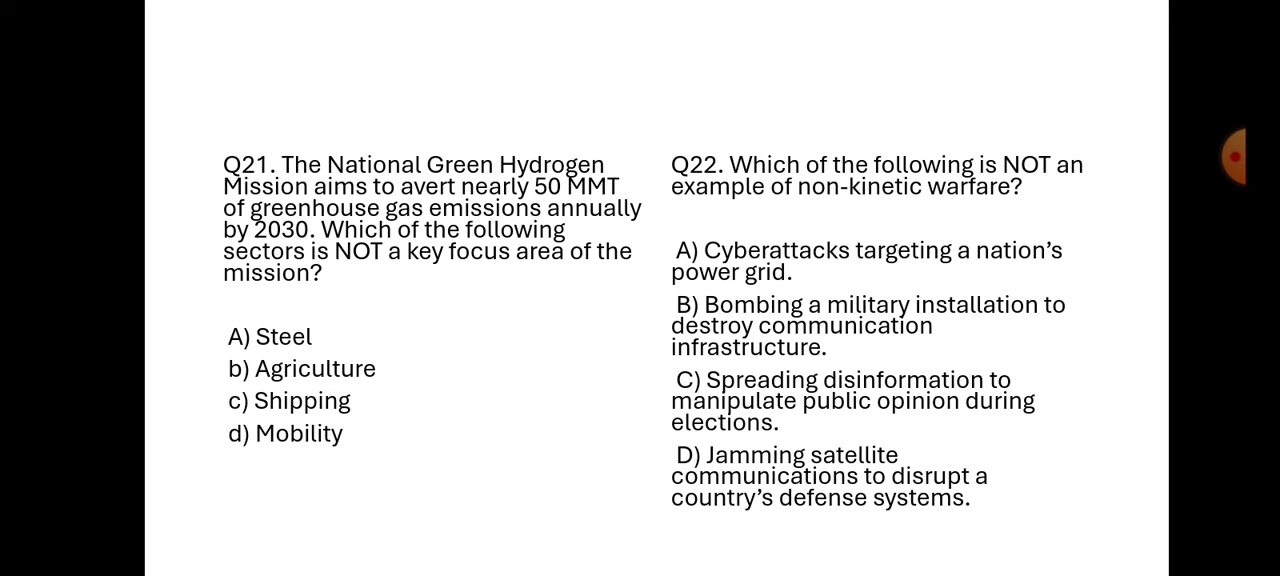 Q21. The National Green Hydrogen
Mission aims to avert nearly 50 MMT
of greenhouse gas emissions annually
by 2030. Which of the following
sectors is NOT a key focus area of the
mission?
A) Steel
b) Agriculture
c) Shipping
d) Mobility
Q22. Which of the following is NOT an
example of non-kinetic warfare?
A) Cyberattacks targeting a nation’s
power grid.
B) Bombing a military installation to
destroy communication
infrastructure.
C) Spreading disinformation to
manipulate public opinion during
elections.
D) Jamming satellite
communications to disrupt a
country’s defense systems.